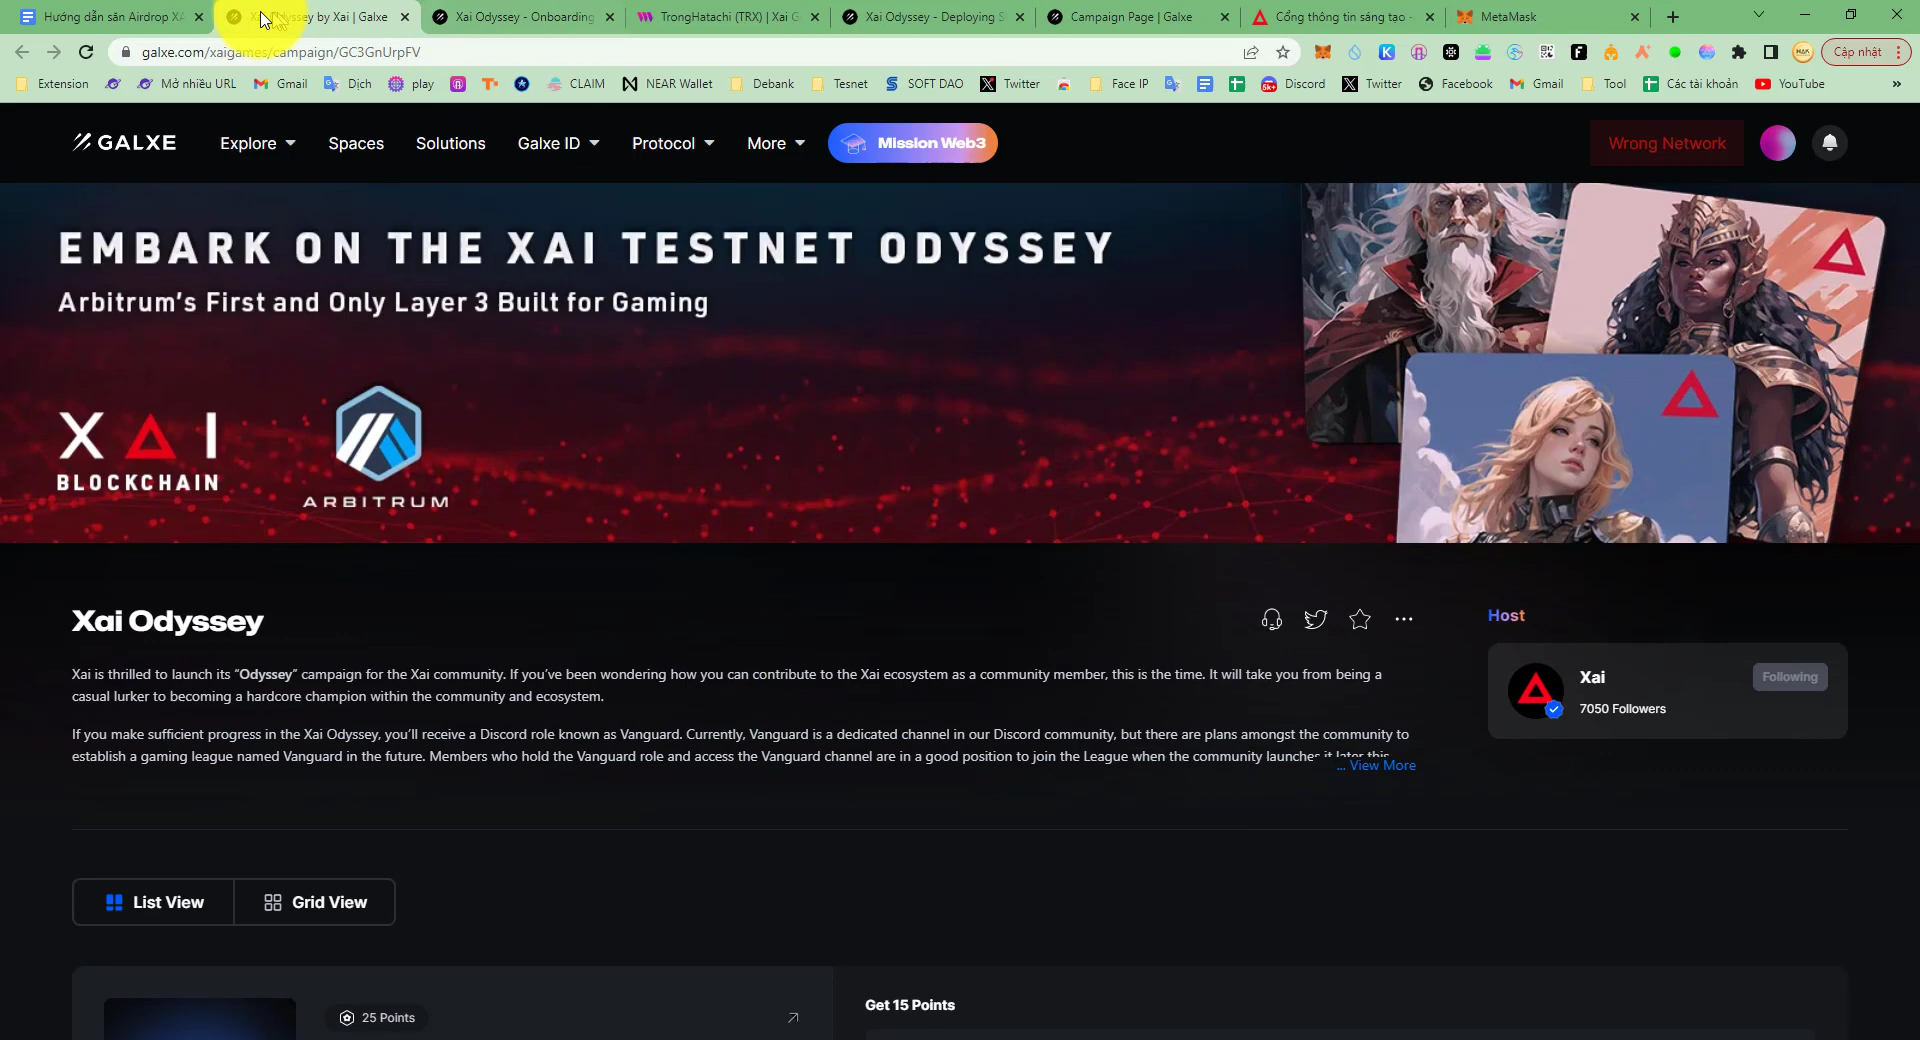 Hướng dẫn săn Airdrop XA
Odyssey by Xai | Galxe
Xai Odyssey - Onboarding
TrongHatachi (TRX) | Xai G
Xai Odyssey - Deploying S
Campaign Page | Galxe
Cổng thông tin sáng tạo -
MetaMask
galxe.com/xaigames/campaign/GC3GnUrpFV
Cập nhật
Extension
Mở nhiều URL
Gmail
Dịch
play
CLAIM
NEAR Wallet
Debank
Tesnet
SOFT DAO
Twitter
Face IP
5k+
Discord
Twitter
Facebook
Gmail
Tool
Các tài khoản
YouTube
»
GALXE
Explore
Spaces
Solutions
Galxe ID
Protocol
More
Mission Web3
Wrong Network
EMBARK ON THE XAI TESTNET ODYSSEY
Arbitrum's First and Only Layer 3 Built for Gaming
XAI
BLOCKCHAIN
ARBITRUM
Xai Odyssey
Xai is thrilled to launch its “Odyssey” campaign for the Xai community. If you’ve been wondering how you can contribute to the Xai ecosystem as a community member, this is the time. It will take you from being a
casual lurker to becoming a hardcore champion within the community and ecosystem.
If you make sufficient progress in the Xai Odyssey, you’ll receive a Discord role known as Vanguard. Currently, Vanguard is a dedicated channel in our Discord community, but there are plans amongst the community to
establish a gaming league named Vanguard in the future. Members who hold the Vanguard role and access the Vanguard channel are in a good position to join the League when the community launches it later this
... View More
Host
Xai
Following
7050 Followers
List View
Grid View
25 Points
Get 15 Points